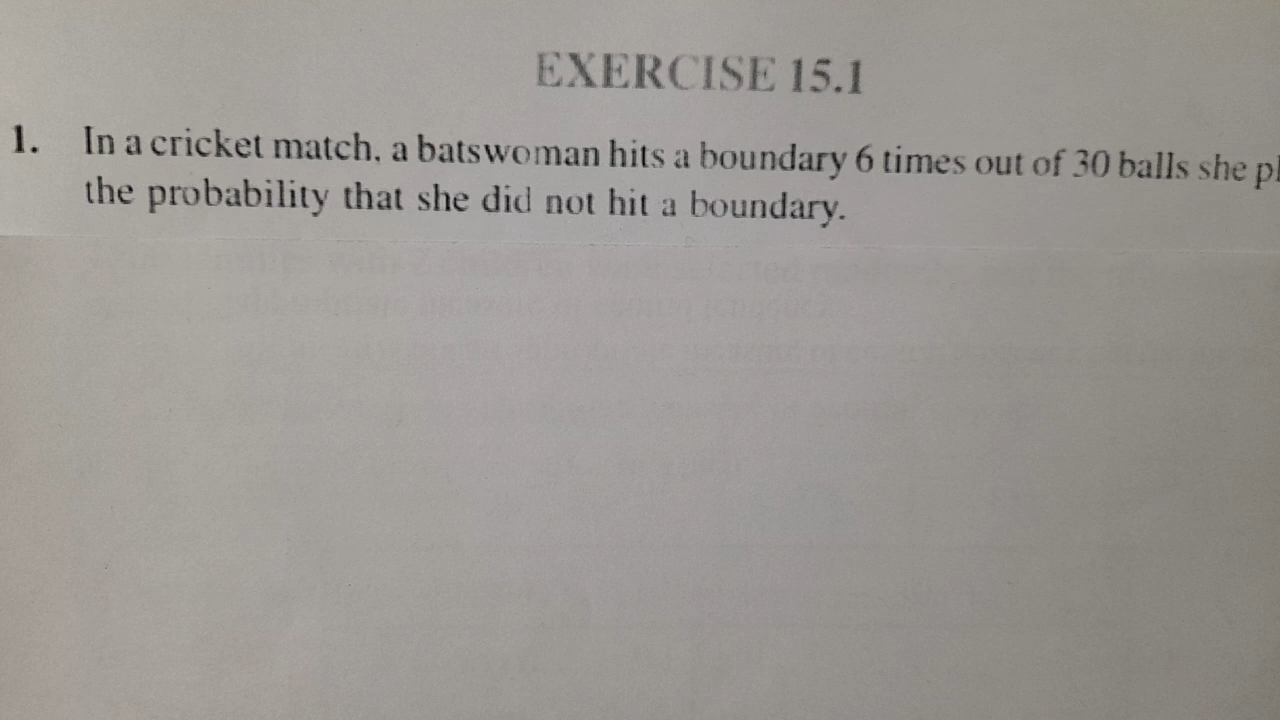 EXERCISE 15.1
1. In a cricket match, a batswoman hits a boundary 6 times out of 30 balls she
the probability that she did not hit a boundary.